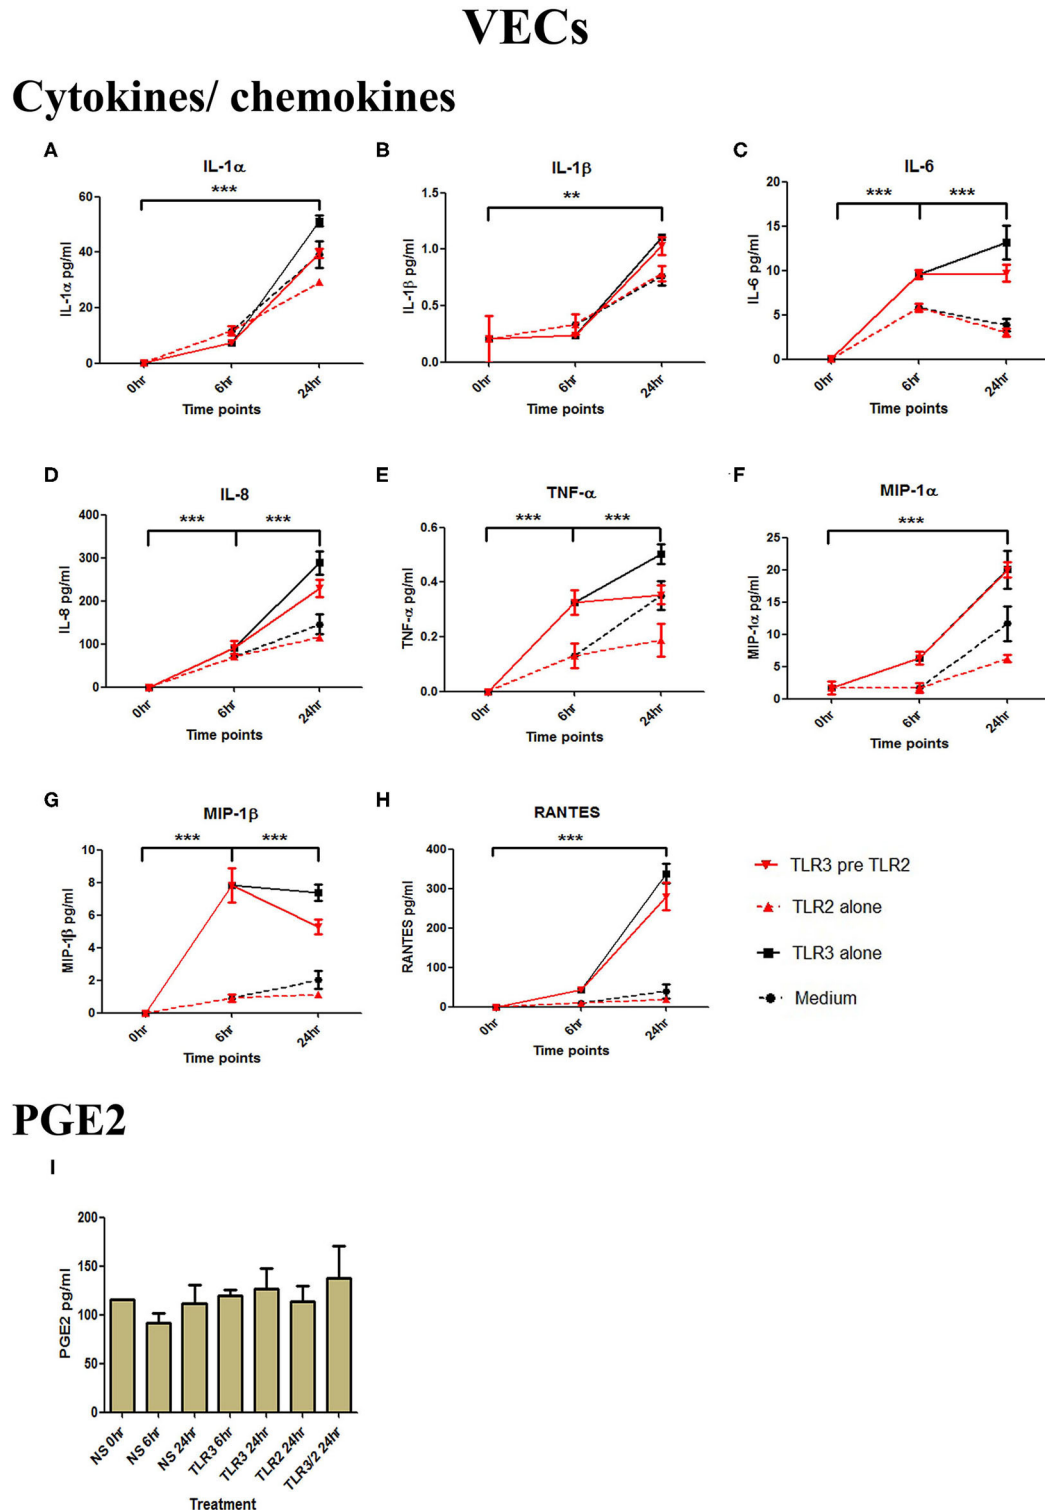 VECs
Cytokines/ chemokines
A
IL-1α
***
IL-1α pg/ml
60
40
20
0
0hr
6hr
24hr
Time points
B
IL-1β
**
IL-1β pg/ml
1.5
1.0
0.5
0.0
0hr
6hr
24hr
Time points
C
IL-6
*** ***
IL-6 pg/ml
20
15
10
5
0
0hr
6hr
24hr
Time points
D
IL-8
*** ***
IL-8 pg/ml
400
300
200
100
0
0hr
6hr
24hr
Time points
E
TNF-α
*** ***
TNF-α pg/ml
0.6
0.4
0.2
0.0
0hr
6hr
24hr
Time points
F
MIP-1α
***
MIP-1α pg/ml
25
20
15
10
5
0
0hr
6hr
24hr
Time points
G
MIP-1β
*** ***
MIP-1β pg/ml
10
8
6
4
2
0
0hr
6hr
24hr
Time points
H
RANTES
***
RANTES pg/ml
400
300
200
100
0
0hr
6hr
24hr
Time points
TLR3 pre TLR2
TLR2 alone
TLR3 alone
Medium
PGE2
I
PGE2 pg/ml
200
150
100
50
0
NS 0hr
NS 6hr
NS 24hr
TLR3 6hr
TLR3 24hr
TLR2 24hr
TLR3/2 24hr
Treatment